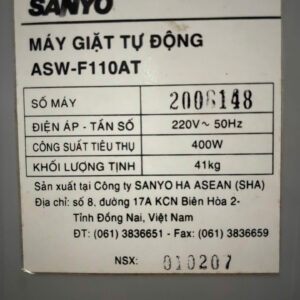 SANYO
MÁY GIẶT TỰ ĐỘNG
ASW-F110AT
SỐ MÁY 2006148
ĐIỆN ÁP - TẦN SỐ 220V~ 50Hz
CÔNG SUẤT TIÊU THỤ 400W
KHỐI LƯỢNG TỊNH 41kg
Sản xuất tại Công ty SANYO HA ASEAN (SHA)
Địa chỉ: số 8, đường 17A KCN Biên Hòa 2-
Tỉnh Đồng Nai, Việt Nam
ĐT: (061) 3836651 - Fax: (061) 3836659
NSX: 010207